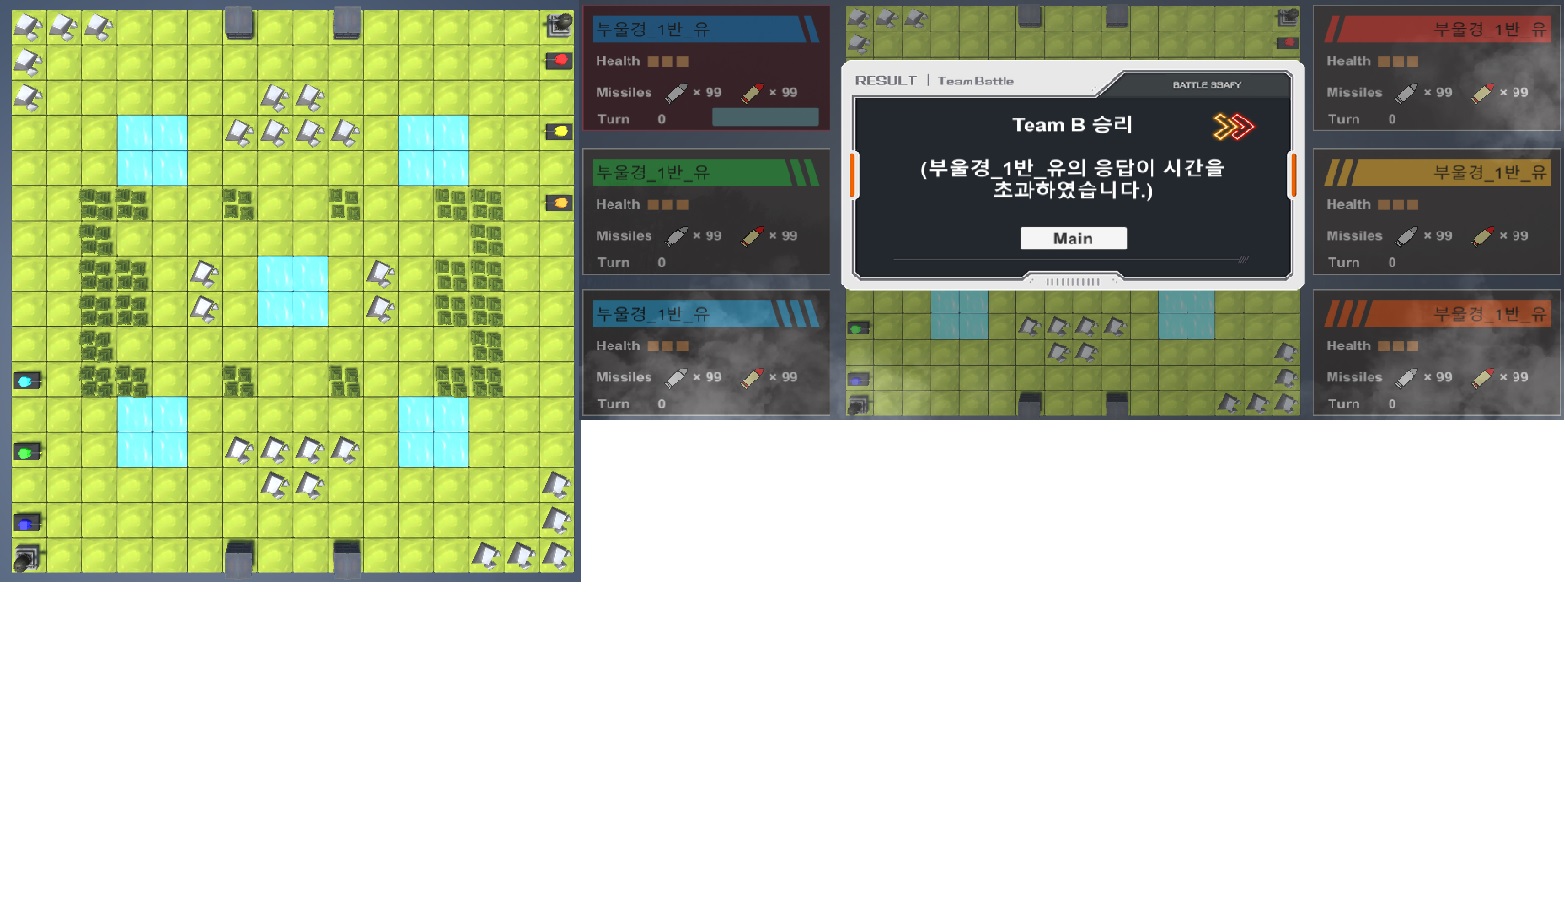 부울경_1반_유
Health
Missiles × 99 × 99
Turn 0
부울경_1반_유
Health
Missiles × 99 × 99
Turn 0
부울경_1반_유
Health
Missiles × 99 × 99
Turn 0
RESULT | Team Battle
BATTLE SSAFY
Team B 승리
(부울경_1반_유의 응답이 시간을
초과하였습니다.)
Main
부울경_1반_유
Health
Missiles × 99 × 99
Turn 0
부울경_1반_유
Health
Missiles × 99 × 99
Turn 0
부울경_1반_유
Health
Missiles × 99 × 99
Turn 0